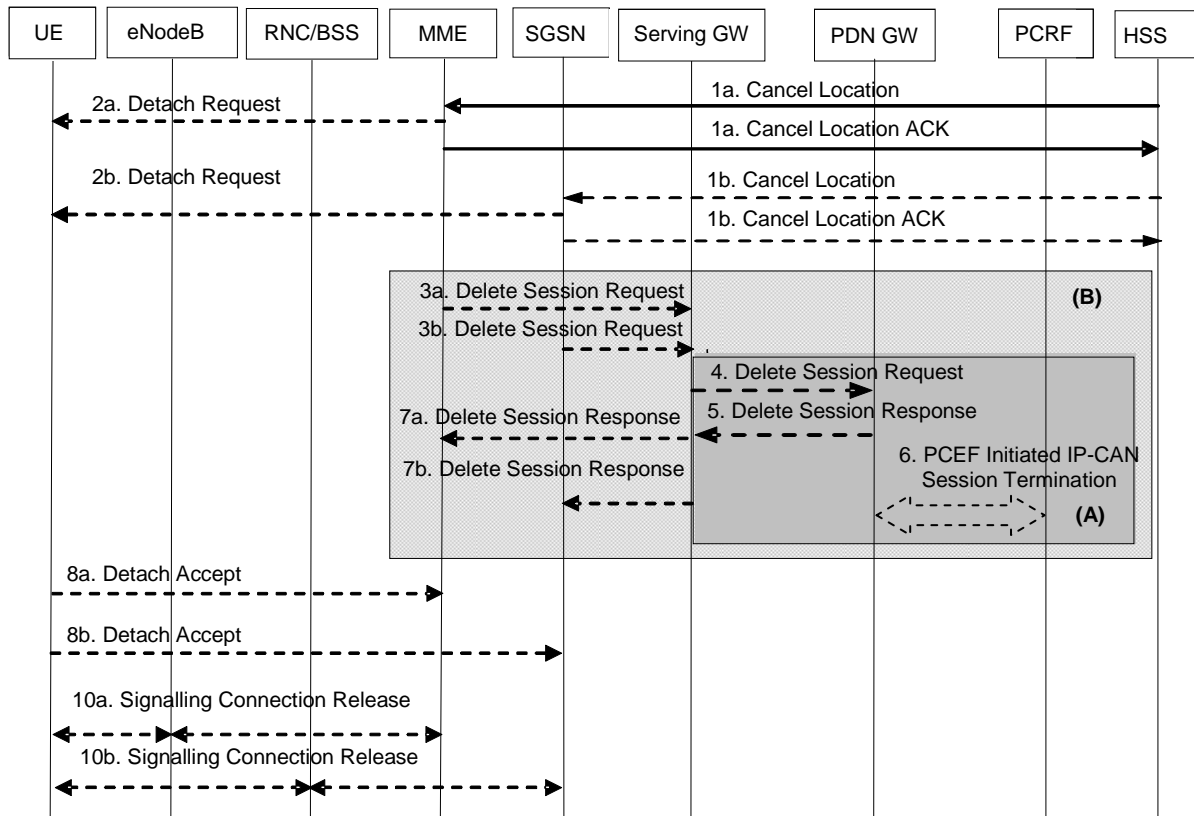 UE
eNodeB
RNC/BSS
MME
SGSN
Serving GW
PDN GW
PCRF
HSS
2a. Detach Request
1a. Cancel Location
1a. Cancel Location ACK
2b. Detach Request
1b. Cancel Location
1b. Cancel Location ACK
3a. Delete Session Request
(B)
3b. Delete Session Request
4. Delete Session Request
7a. Delete Session Response
5. Delete Session Response
7b. Delete Session Response
6. PCEF Initiated IP-CAN
Session Termination
(A)
8a. Detach Accept
8b. Detach Accept
10a. Signalling Connection Release
10b. Signalling Connection Release